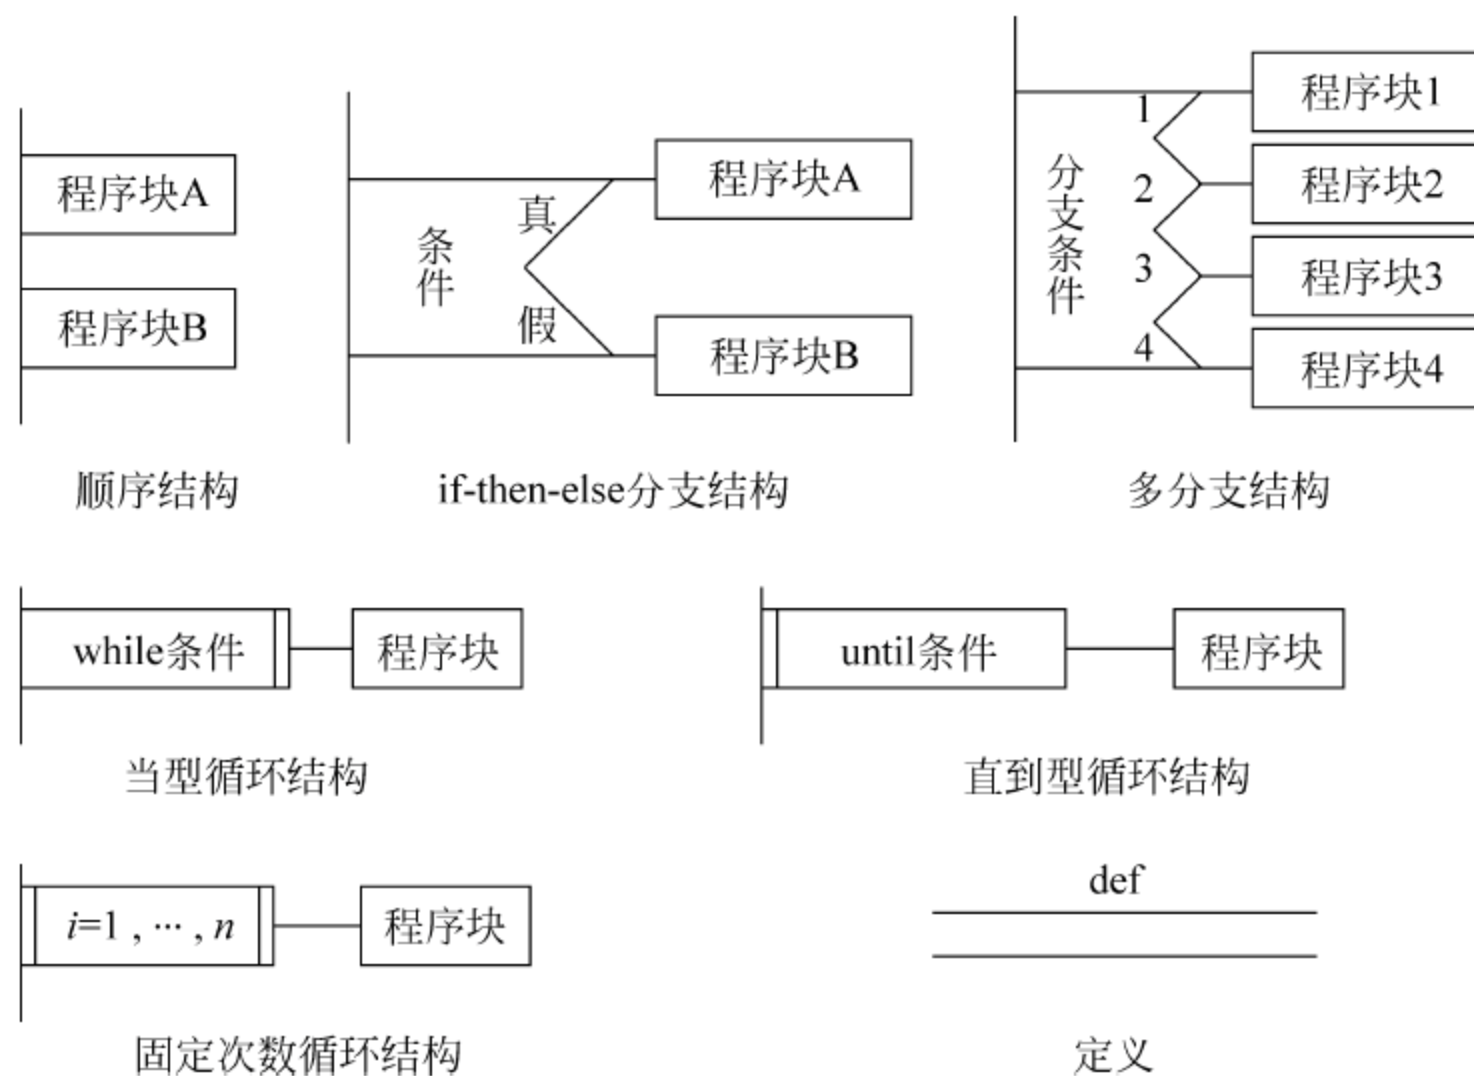 程序块A
程序块B
顺序结构
条件
真
假
程序块A
程序块B
if-then-else分支结构
分支条件
1
2
3
4
程序块1
程序块2
程序块3
程序块4
多分支结构
while条件
程序块
当型循环结构
until条件
程序块
直到型循环结构
i=1 , ··· , n
程序块
固定次数循环结构
def
定义